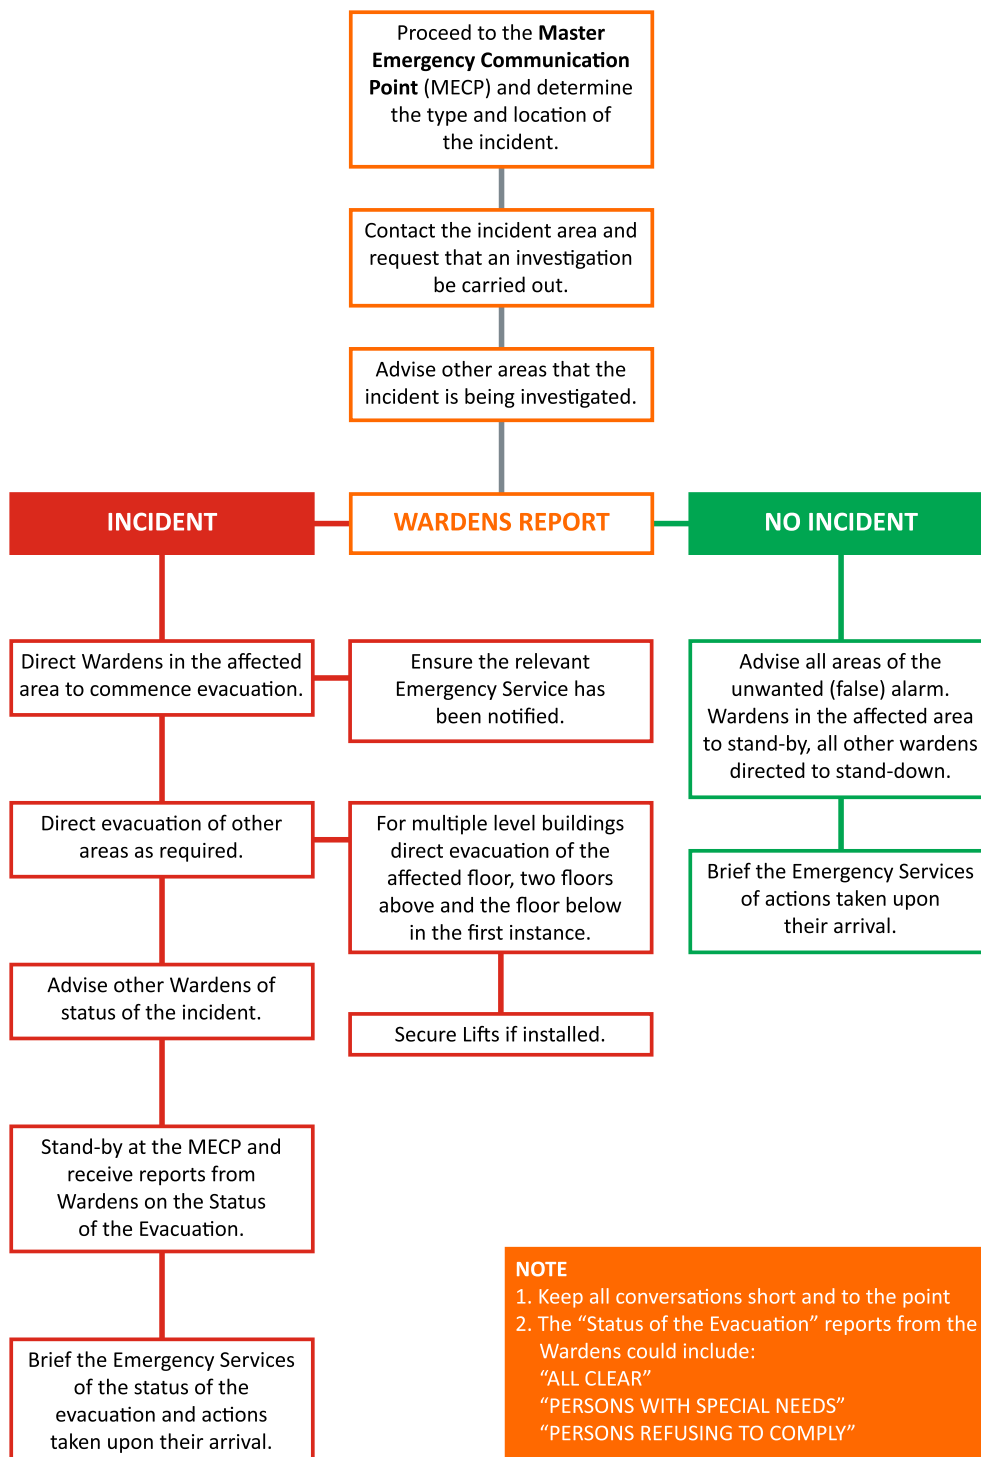 Proceed to the Master
Emergency Communication
Point (MECP) and determine
the type and location of
the incident.
Contact the incident area and
request that an investigation
be carried out.
Advise other areas that the
incident is being investigated.
INCIDENT
WARDENS REPORT
NO INCIDENT
Direct Wardens in the affected
area to commence evacuation.
Ensure the relevant
Emergency Service has
been notified.
Advise all areas of the
unwanted (false) alarm.
Wardens in the affected area
to stand-by, all other wardens
directed to stand-down.
Direct evacuation of other
areas as required.
For multiple level buildings
direct evacuation of the
affected floor, two floors
above and the floor below
in the first instance.
Brief the Emergency Services
of actions taken upon
their arrival.
Advise other Wardens of
status of the incident.
Secure Lifts if installed.
Stand-by at the MECP and
receive reports from
Wardens on the Status
of the Evacuation.
Brief the Emergency Services
of the status of the
evacuation and actions
taken upon their arrival.
NOTE
1. Keep all conversations short and to the point
2. The “Status of the Evacuation” reports from the
Wardens could include:
“ALL CLEAR”
“PERSONS WITH SPECIAL NEEDS”
“PERSONS REFUSING TO COMPLY”